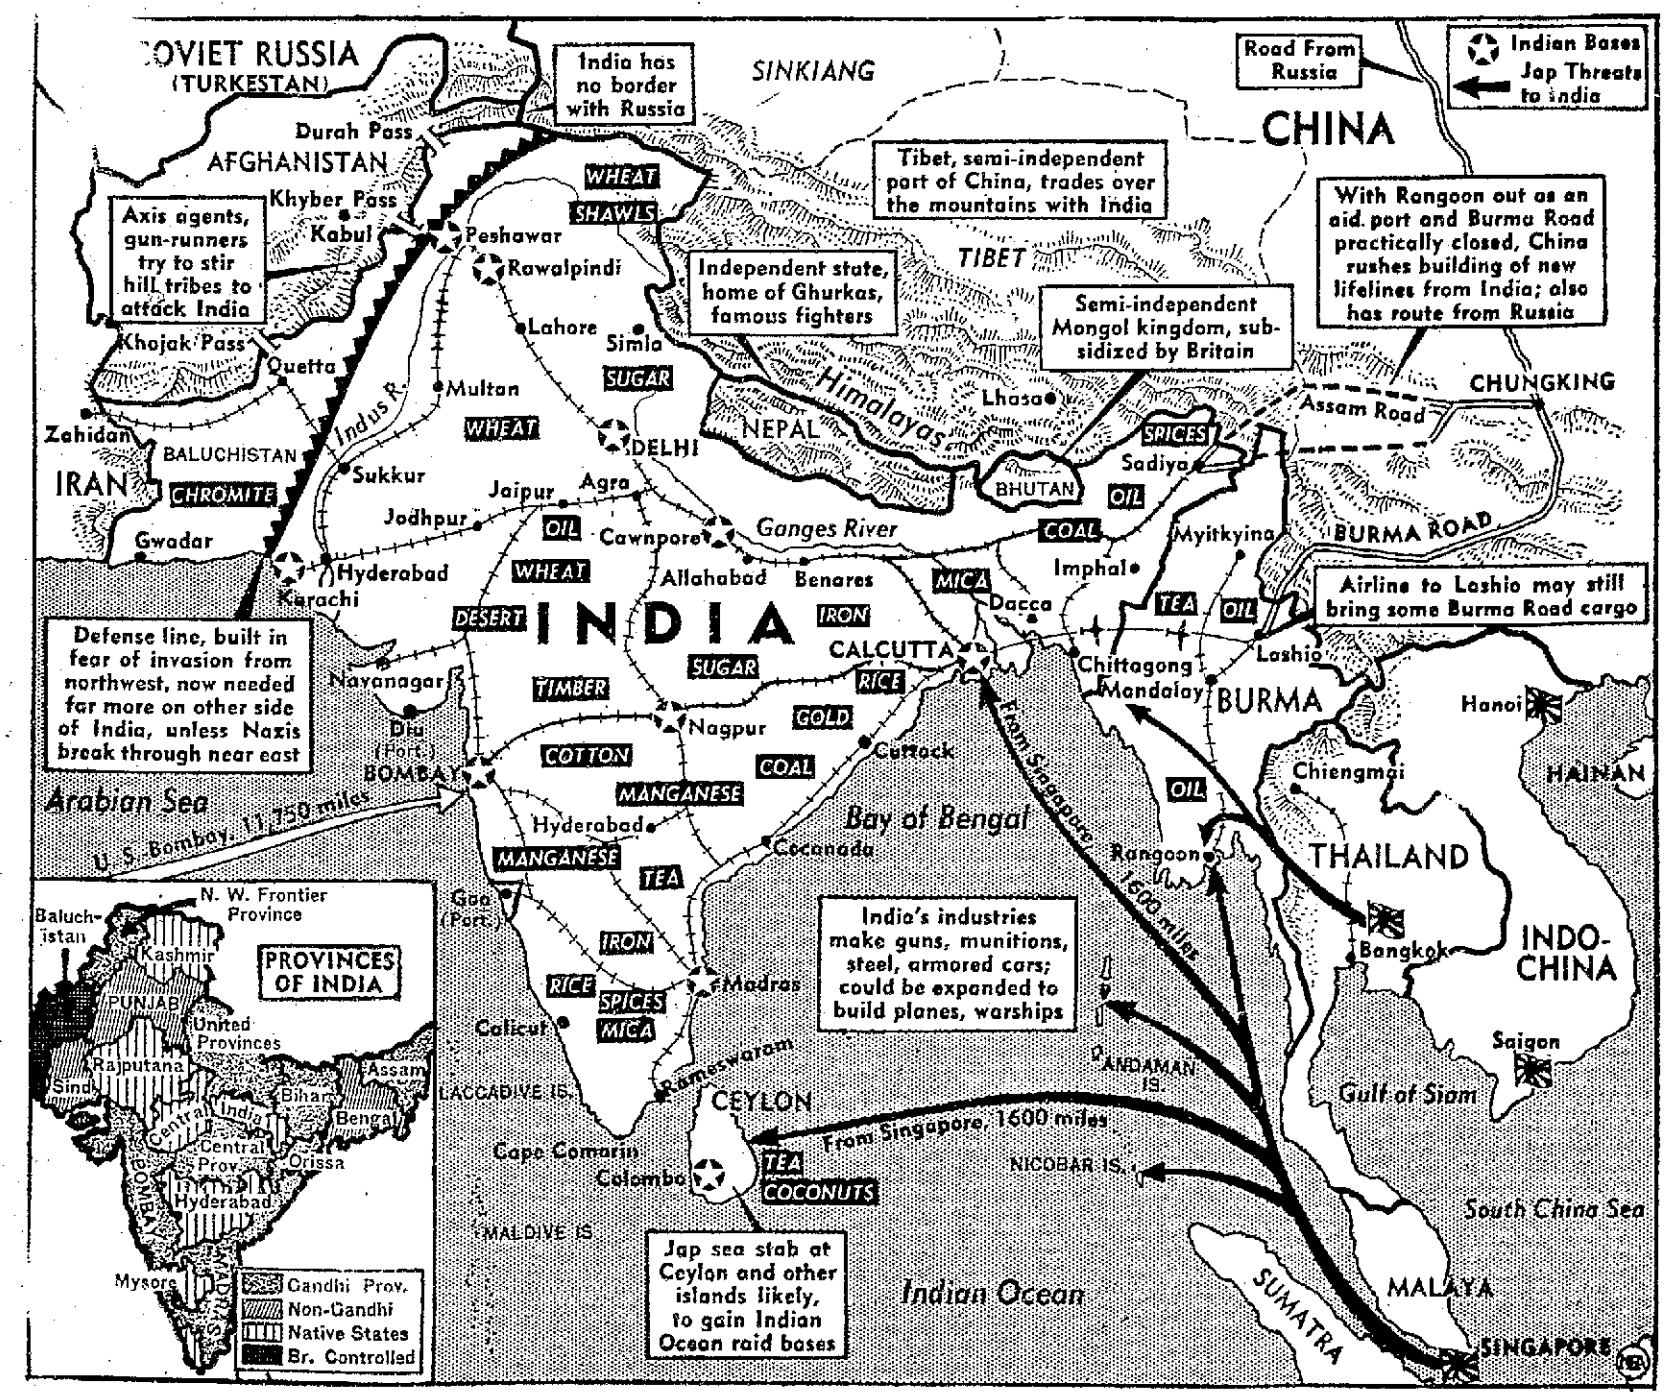 SOVIET RUSSIA
(TURKESTAN)
India has
no border
with Russia
SINKIANG
Road From
Russia
Indian Bases
Jap Threats
to India
CHINA
Durah Pass
AFGHANISTAN
Khyber Pass
Kabul
Axis agents,
gun-runners
try to stir
hill tribes to
attack India
WHEAT
SHAWLS
Tibet, semi-independent
part of China, trades over
the mountains with India
With Rangoon out as an
aid port and Burma Road
practically closed, China
rushes building of new
lifelines from India; also
has route from Russia
Peshawar
Rawalpindi
TIBET
Independent state,
home of Ghurkas,
famous fighters
Semi-independent
Mongol kingdom, sub-
sidized by Britain
Lahore
Simla
SUGAR
Khojak Pass
Quetta
Multan
Indus R.
Himalayas
Lhasa
CHUNGKING
Assam Road
Zahidan
BALUCHISTAN
IRAN
CHROMITE
Sukkur
WHEAT
DELHI
NEPAL
SPICES
Sadiya
BHUTAN
OIL
COAL
Gwadar
Jodhpur
Jaipur
Agra
OIL
Cawnpore
Ganges River
Myitkyina
BURMA ROAD
Karachi
Hyderabad
WHEAT
Allahabad
Benares
MICA
Imphal
Airline to Lashio may still
bring some Burma Road cargo
DESERT
INDIA
IRON
Dacca
TEA
OIL
Defense line, built in
fear of invasion from
northwest, now needed
far more on other side
of India, unless Nazis
break through near east
Navanagar
Diu
(Port.)
SUGAR
CALCUTTA
RICE
Chittagong
Lashio
Mandalay
BURMA
Hanoi
TIMBER
Nagpur
GOLD
Cuttack
COTTON
COAL
BOMBAY
MANGANESE
Chiengmai
HAINAN
OIL
Arabian Sea
U. S. Bombay, 11,750 miles
Hyderabad
MANGANESE
Cocanada
Bay of Bengal
From Singapore
1600 miles
Rangoon
THAILAND
TEA
Goa
(Port.)
Bangkok
INDO-
CHINA
IRON
RICE
SPICES
MICA
Madras
Calicut
India's industries
make guns, munitions,
steel, armored cars;
could be expanded to
build planes, warships
Saigon
ANDAMAN
IS.
Gulf of Siam
Rameswaram
LACCADIVE IS.
CEYLON
From Singapore, 1600 miles
Cape Comorin
Colombo
TEA
COCONUTS
NICOBAR IS.
South China Sea
MALDIVE IS
Jap sea stab at
Ceylon and other
islands likely,
to gain Indian
Ocean raid bases
Indian Ocean
SUMATRA
MALAYA
SINGAPORE
NEA
N. W. Frontier
Province
Baluch-
istan
Kashmir
PROVINCES
OF INDIA
PUNJAB
United
Provinces
Rajputana
Sind
Assam
Bihar
Bengal
Central India
Central
Prov.
Orissa
BOMBAY
Hyderabad
Mysore
MADRAS
Gandhi Prov.
Non-Gandhi
Native States
Br. Controlled